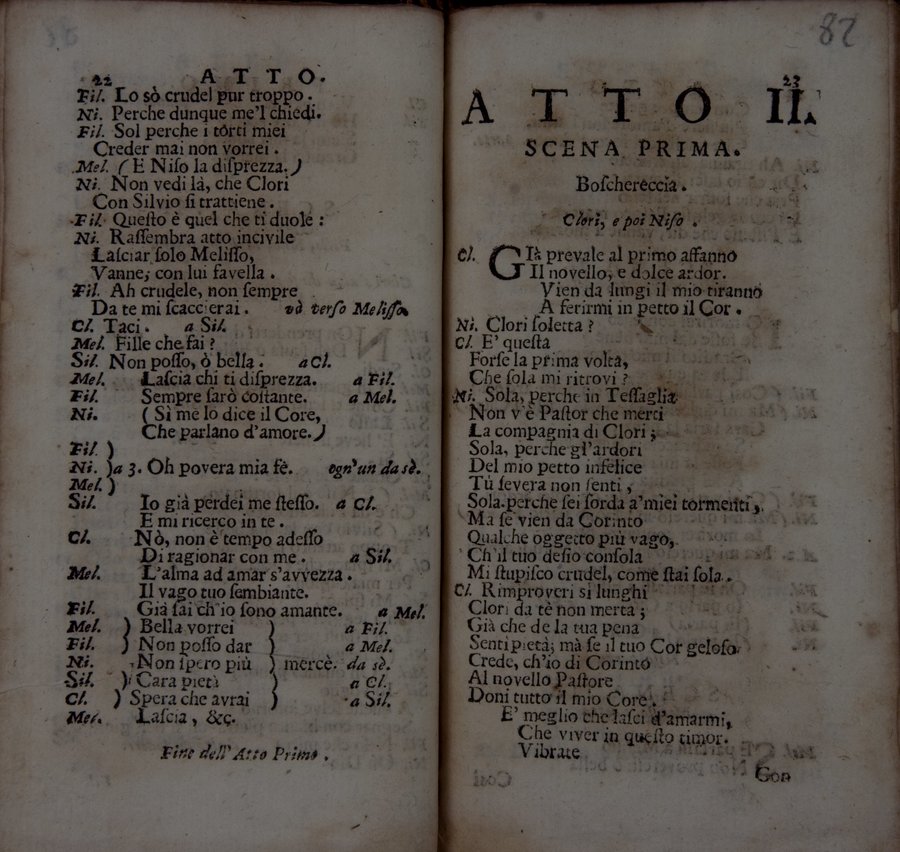 22 ATTO.
Fil. Lo sò crudel pur troppo.
Ni. Perche dunque me'l chiedi.
Fil. Sol perche i torti miei
Creder mai non vorrei.
Mel. (E Niſo la diſprezza.)
Ni. Non vedi là, che Clori
Con Silvio ſi trattiene.
Fil. Queſto è quel che ti duole:
Ni. Raſſembra atto incivile
Laſciar ſolo Meliſſo,
Vanne; con lui favella.
Fil. Ah crudele, non ſempre
Da te mi ſcaccierai. và verſo Meliſſo.
Cl. Taci. a Sil.
Mel. Fille che fai?
Sil. Non poſſo, ò bella. a Cl.
Mel. Laſcia chi ti diſprezza. a Fil.
Fil. Sempre ſarò coſtante. a Mel.
Ni. (Sì me lo dice il Core,
Che parlano d'amore.)
Fil. )
Ni. )a 3. Oh povera mia fè. ogn'un da sè.
Mel. )
Sil. Io già perdei me ſteſſo. a Cl.
E mi ricerco in te.
Cl. Nò, non è tempo adeſſo
Di ragionar con me. a Sil.
Mel. L'alma ad amar s'avvezza.
Il vago tuo ſembiante.
Fil. Già ſai ch'io ſono amante. a Mel.
Mel. ) Bella vorrei ) a Fil.
Fil. ) Non poſſo dar ) a Mel.
Ni. Non ſpero più ) mercè. da sè.
Sil. ) Cara pietà ) a Cl.
Cl. ) Spera che avrai ) a Sil.
Mel. Laſcia, &c.
Fine dell'Atto Primo.
82
23
ATTO II.
SCENA PRIMA.
Boſchereccia.
Clori, e poi Niſo.
Cl. GIà prevale al primo affanno
Il novello, e dolce ardor.
Vien da lungi il mio tiranno
A ferirmi in petto il Cor.
Ni. Clori ſoletta?
Cl. E' queſta
Forſe la prima volta,
Che ſola mi ritrovi?
Ni. Sola, perche in Teſſaglia
Non v'è Paſtor che merti
La compagnia di Clori;
Sola, perche gl'ardori
Del mio petto infelice
Tù ſevera non ſenti,
Sola perche ſei ſorda a'miei tormenti,
Ma ſe vien da Corinto
Qualche oggetto più vago,
Ch'il tuo deſio conſola
Mi ſtupiſco crudel, come ſtai ſola.
Cl. Rimproveri sì lunghi
Clori da tè non merta;
Già che de la tua pena
Senti pietà; mà ſe il tuo Cor geloſo,
Crede, ch'io di Corinto
Al novello Paſtore
Doni tutto il mio Core.
E' meglio che laſci d'amarmi,
Che viver in queſto timor.
Vibrate
Con